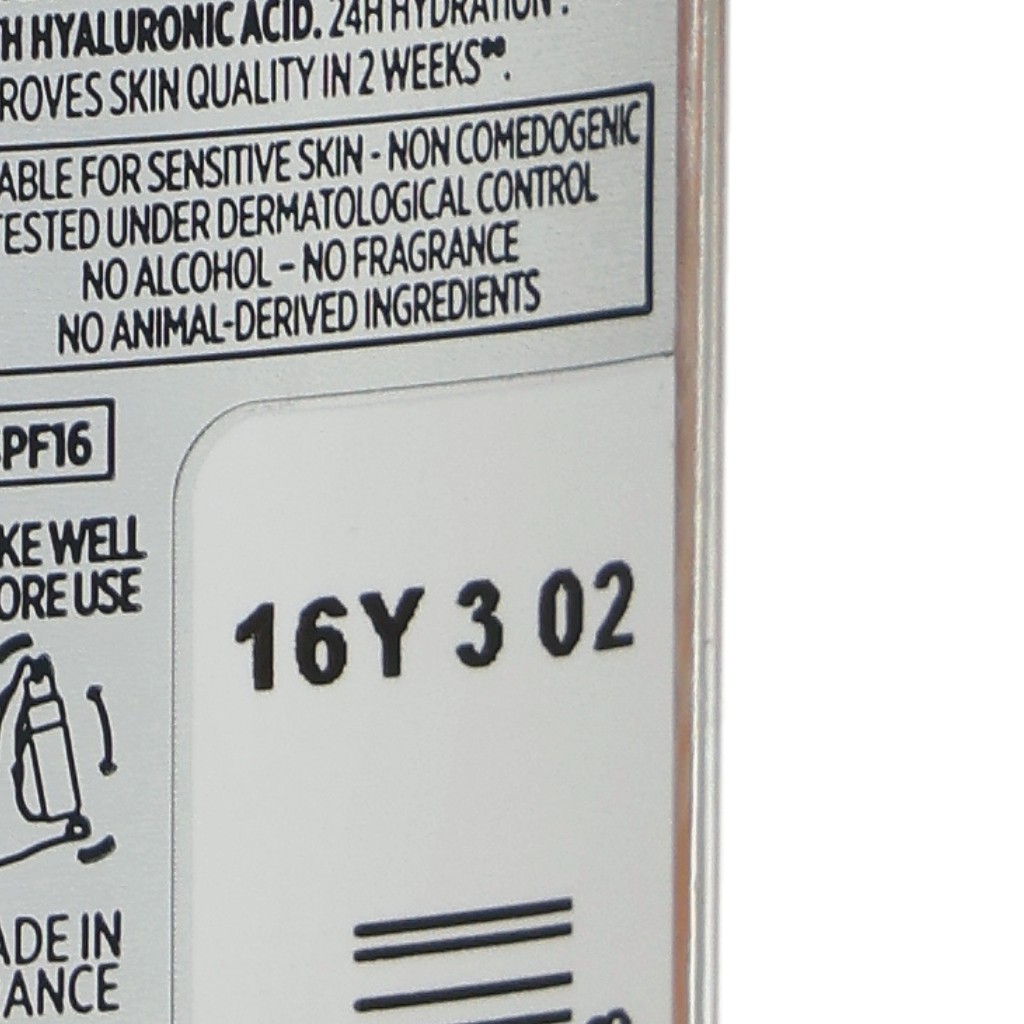 H HYALURONIC ACID. 24H HYDRATION*.
ROVES SKIN QUALITY IN 2 WEEKS**.
ABLE FOR SENSITIVE SKIN - NON COMEDOGENIC
TESTED UNDER DERMATOLOGICAL CONTROL
NO ALCOHOL – NO FRAGRANCE
NO ANIMAL-DERIVED INGREDIENTS
PF16
KE WELL
ORE USE
16Y 3 02
ADE IN
ANCE